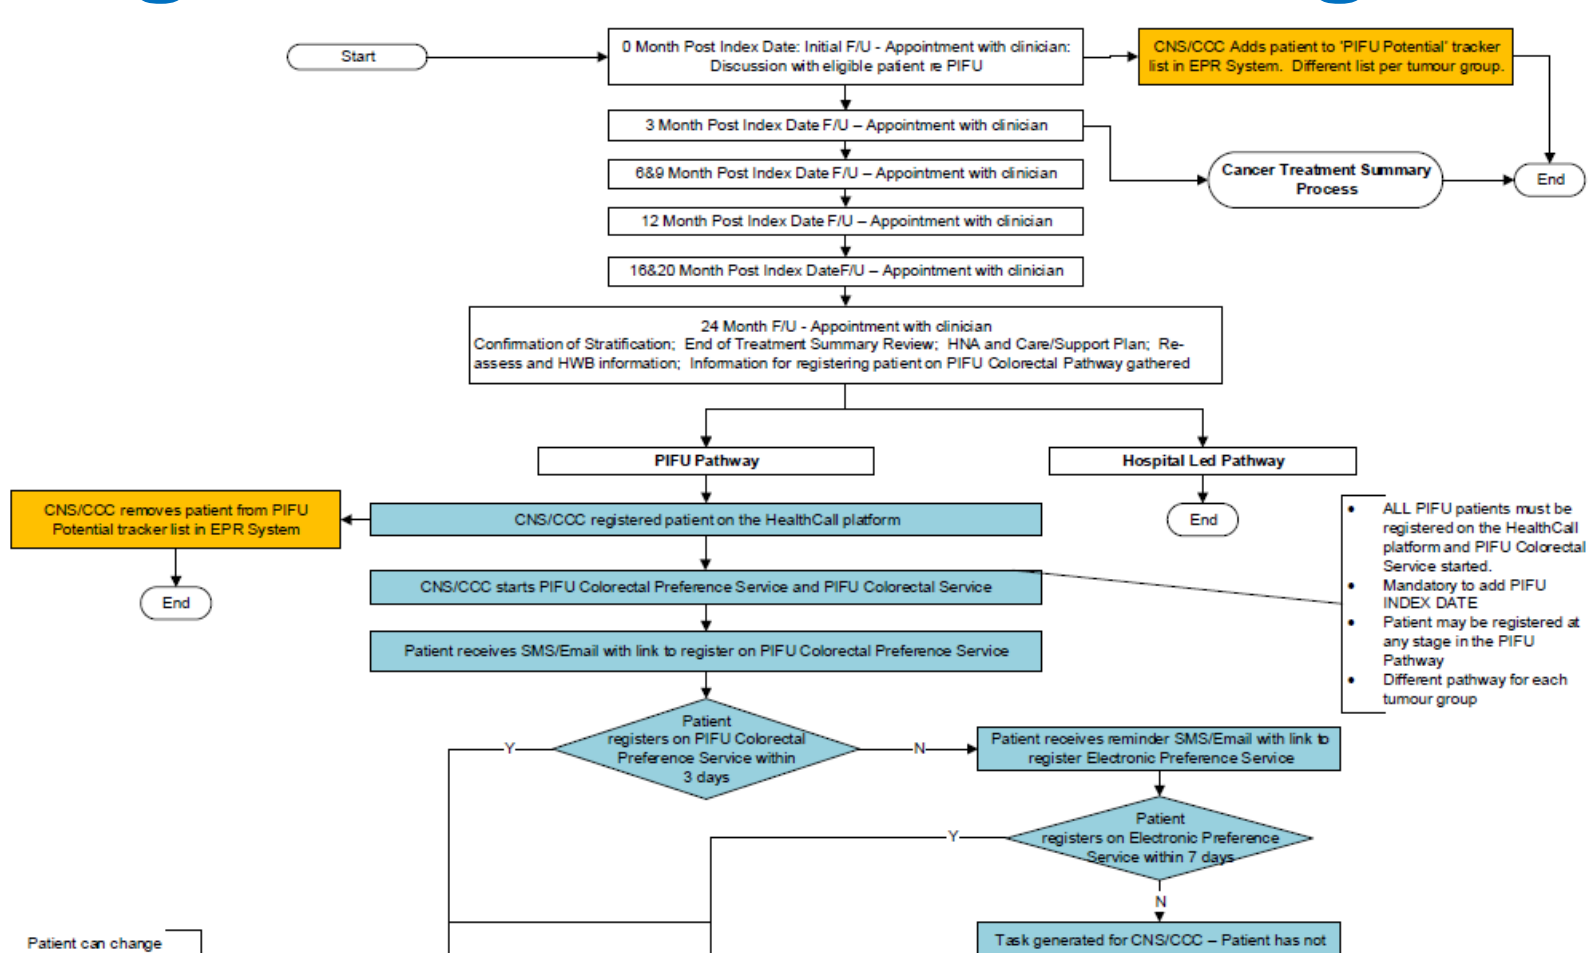 Start
0 Month Post Index Date: Initial F/U - Appointment with clinician:
Discussion with eligible patient re PIFU
CNS/CCC Adds patient to 'PIFU Potential' tracker
list in EPR System. Different list per tumour group.
3 Month Post Index Date F/U – Appointment with clinician
6&9 Month Post Index Date F/U – Appointment with clinician
Cancer Treatment Summary
Process
End
12 Month Post Index Date F/U – Appointment with clinician
16&20 Month Post Index DateF/U – Appointment with clinician
24 Month F/U - Appointment with clinician
Confirmation of Stratification; End of Treatment Summary Review; HNA and Care/Support Plan; Re-
assess and HWB information; Information for registering patient on PIFU Colorectal Pathway gathered
PIFU Pathway
Hospital Led Pathway
CNS/CCC removes patient from PIFU
Potential tracker list in EPR System
CNS/CCC registered patient on the HealthCall platform
End
• ALL PIFU patients must be
registered on the HealthCall
platform and PIFU Colorectal
Service started.
• Mandatory to add PIFU
INDEX DATE
• Patient may be registered at
any stage in the PIFU
Pathway
• Different pathway for each
tumour group
End
CNS/CCC starts PIFU Colorectal Preference Service and PIFU Colorectal Service
Patient receives SMS/Email with link to register on PIFU Colorectal Preference Service
Patient
registers on PIFU Colorectal
Preference Service within
3 days
Y
N
Patient receives reminder SMS/Email with link to
register Electronic Preference Service
Patient
registers on Electronic Preference
Service within 7 days
Y
N
Patient can change
Task generated for CNS/CCC – Patient has not